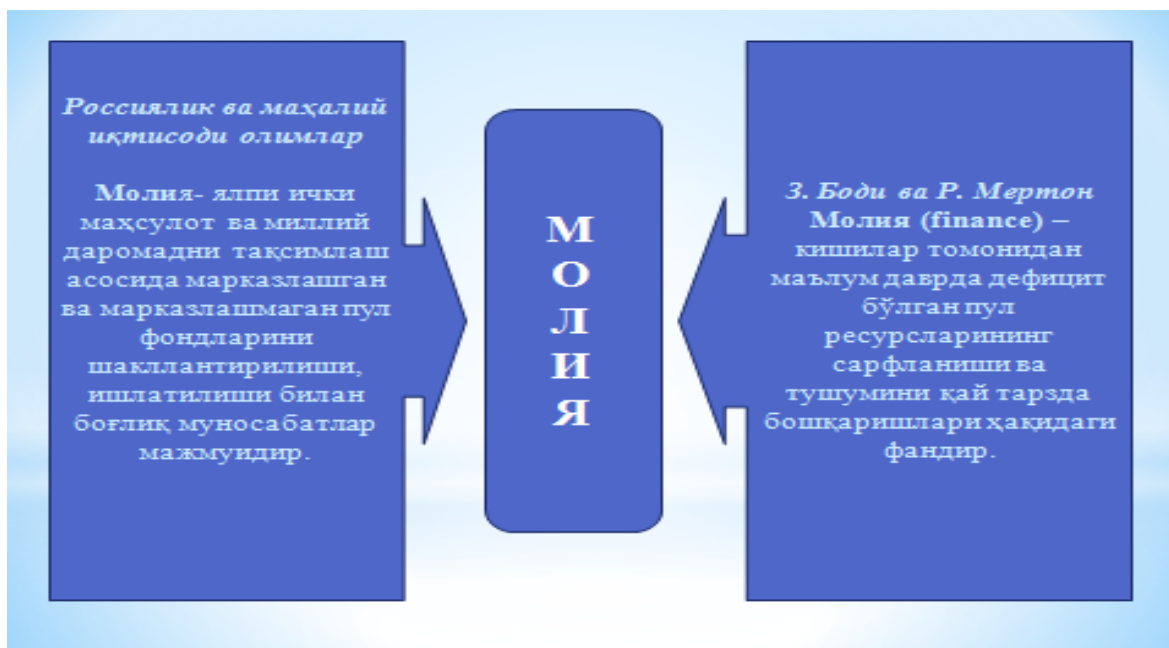 Россиялик ва маҳалий
иқтисоди олимлар
Молия- ялпи ички
маҳсулот ва миллий
даромадни тақсимлаш
асосида марказлашган
ва марказлашмаган пул
фондларини
шакллантирилиши,
ишлатилиши билан
боғлиқ муносабатлар
мажмуидир.
М
О
Л
И
Я
З. Боди ва Р. Мертон
Молия (finance) –
кишилар томонидан
маълум даврда дефицит
бўлган пул
ресурсларининг
сарфланиши ва
тушумини қай тарзда
бошқаришлари ҳақидаги
фандир.